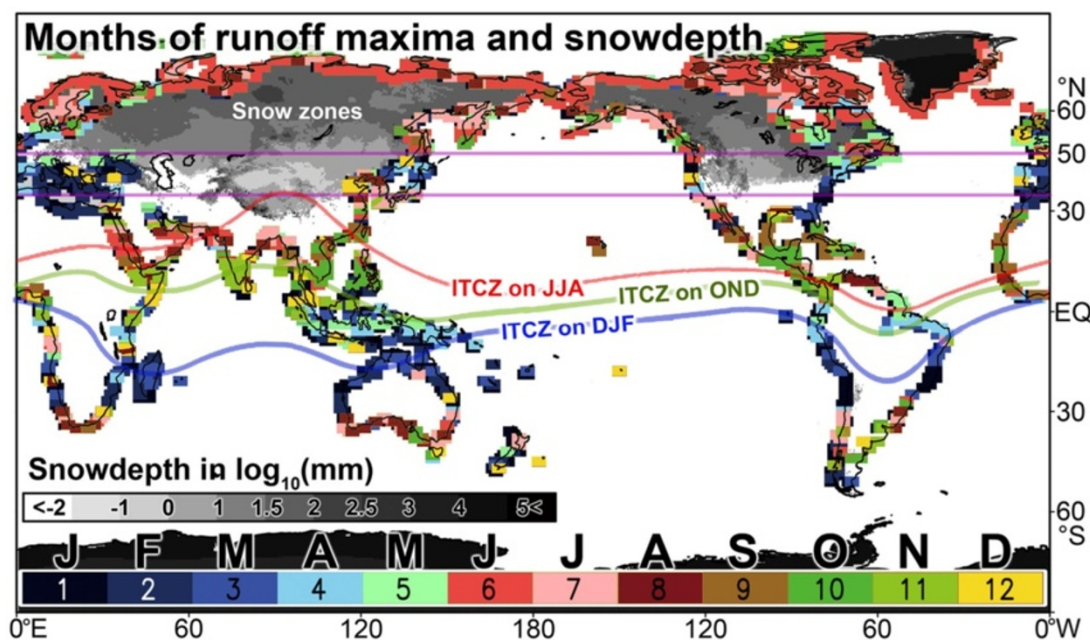 Months of runoff maxima and snowdepth
Snow zones
°N
60
50
30
ITCZ on JJA
ITCZ on OND
ITCZ on DJF
EQ
30
Snowdepth in log10(mm)
<-2 -1 0 1 1.5 2 2.5 3 4 5<
60
°S
J F M A M J J A S O N D
1 2 3 4 5 6 7 8 9 10 11 12
0°E 60 120 180 120 60 0°W